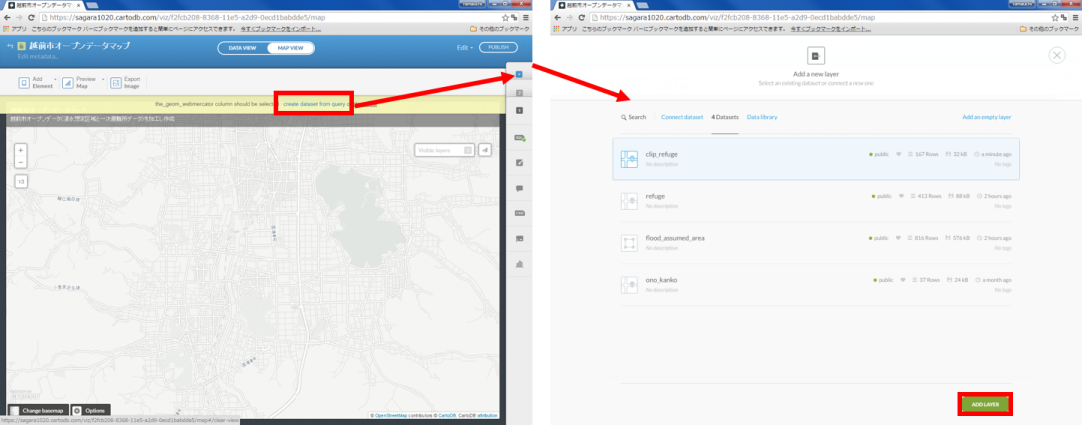 越前市オープンデータマ × 
https://sagara1020.cartodb.com/viz/f2fcb208-8368-11e5-a2d9-0ecd1babdde5/map
アプリ こちらのブックマーク バーにブックマークを追加すると簡単にページにアクセスできます。 今すぐブックマークをインポート... その他のブックマーク
越前市オープンデータマップ
Edit metadata...
DATA VIEW MAP VIEW
Edit PUBLISH
Add Element
Preview Map
Export Image
the_geom_webmercator column should be selected create dataset from query
越前市オープンデータ(浸水想定区域と一次避難所データ)を加工し作成
Visible layers
Change basemap Options
© OpenStreetMap contributors © CartoDB, CartoDB attribution
https://sagara1020.cartodb.com/viz/f2fcb208-8368-11e5-a2d9-0ecd1babdde5/map#/clear-view
越前市オープンデータマ ×
https://sagara1020.cartodb.com/viz/f2fcb208-8368-11e5-a2d9-0ecd1babdde5/map
アプリ こちらのブックマーク バーにブックマークを追加すると簡単にページにアクセスできます。 今すぐブックマークをインポート... その他のブックマーク
Add a new layer
Select an existing dataset or connect a new one
Search Connect dataset 4 Datasets Data library Add an empty layer
clip_refuge public 167 Rows 32 kB a minute ago
No description No tags
refuge public 413 Rows 88 kB 2 hours ago
No description No tags
flood_assumed_area public 816 Rows 576 kB 2 hours ago
No description No tags
ono_kanko public 37 Rows 24 kB a month ago
No description No tags
ADD LAYER